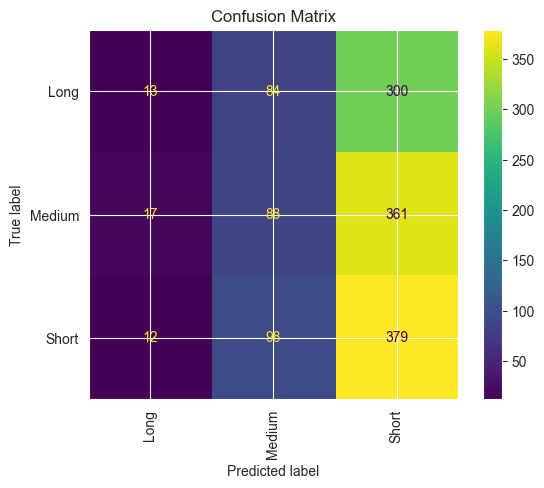 Confusion Matrix
True label
Long 13 84 300
Medium 17 88 361
Short 12 98 379
Long Medium Short
Predicted label
350
300
250
200
150
100
50